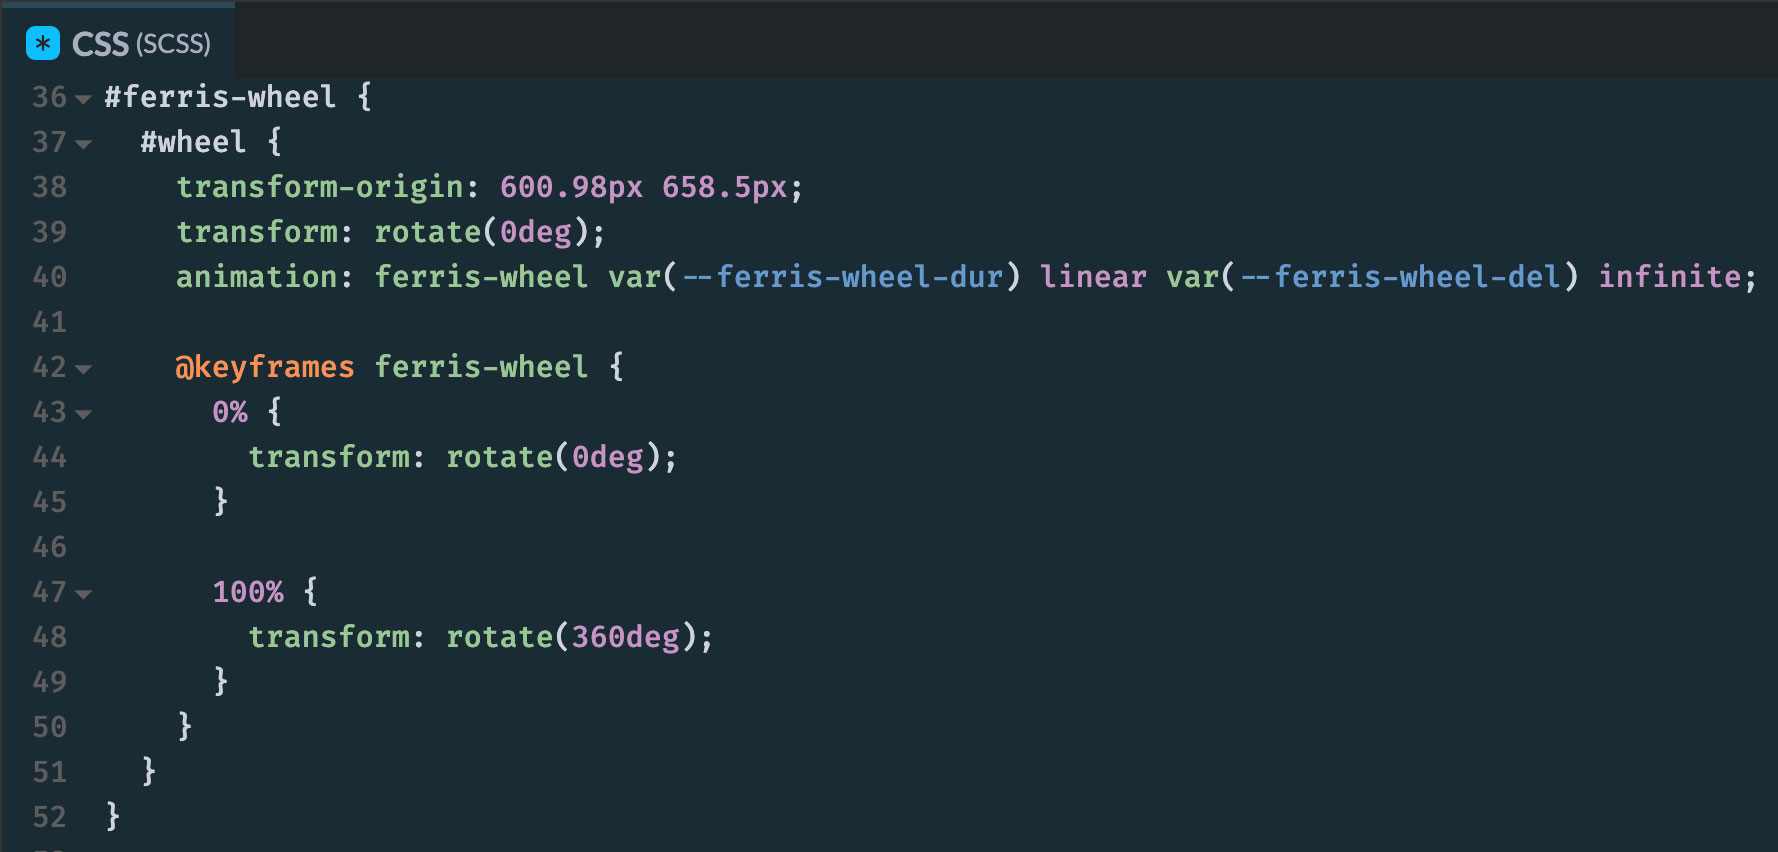 CSS (SCSS)
36 #ferris-wheel {
37 #wheel {
38 transform-origin: 600.98px 658.5px;
39 transform: rotate(0deg);
40 animation: ferris-wheel var(--ferris-wheel-dur) linear var(--ferris-wheel-del) infinite;
41
42 @keyframes ferris-wheel {
43 0% {
44 transform: rotate(0deg);
45 }
46
47 100% {
48 transform: rotate(360deg);
49 }
50 }
51 }
52 }